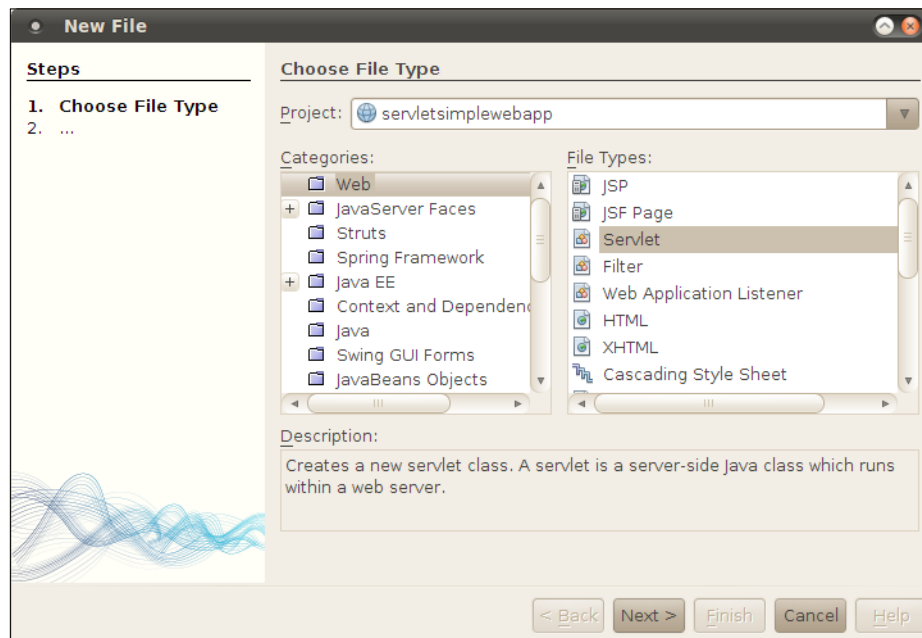 New File
Steps
1. Choose File Type
2. ...
Choose File Type
Project: servletsimplewebapp
Categories:
Web
JavaServer Faces
Struts
Spring Framework
Java EE
Context and Dependenc
Java
Swing GUI Forms
JavaBeans Objects
File Types:
JSP
JSF Page
Servlet
Filter
Web Application Listener
HTML
XHTML
Cascading Style Sheet
Description:
Creates a new servlet class. A servlet is a server-side Java class which runs
within a web server.
< Back Next > Finish Cancel Help